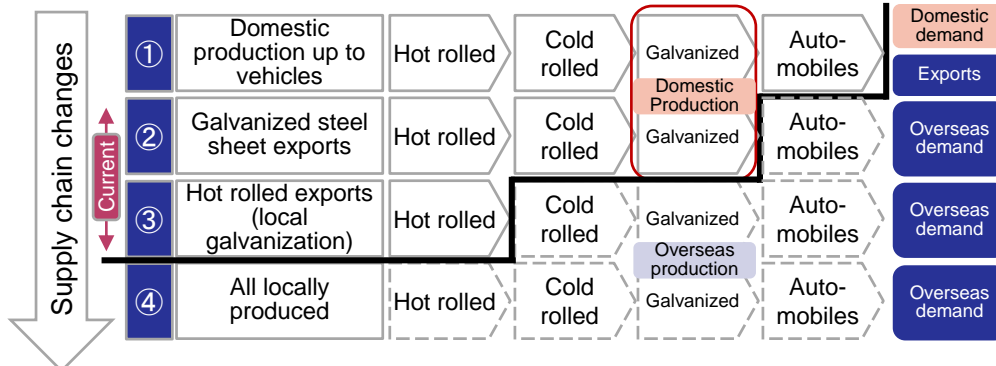 Supply chain changes
Current
①
Domestic
production up to
vehicles
Hot rolled
Cold
rolled
Galvanized
Auto-
mobiles
Domestic
demand
Exports
Domestic
Production
②
Galvanized steel
sheet exports
Hot rolled
Cold
rolled
Galvanized
Auto-
mobiles
Overseas
demand
③
Hot rolled exports
(local
galvanization)
Hot rolled
Cold
rolled
Galvanized
Auto-
mobiles
Overseas
demand
Overseas
production
④
All locally
produced
Hot rolled
Cold
rolled
Galvanized
Auto-
mobiles
Overseas
demand